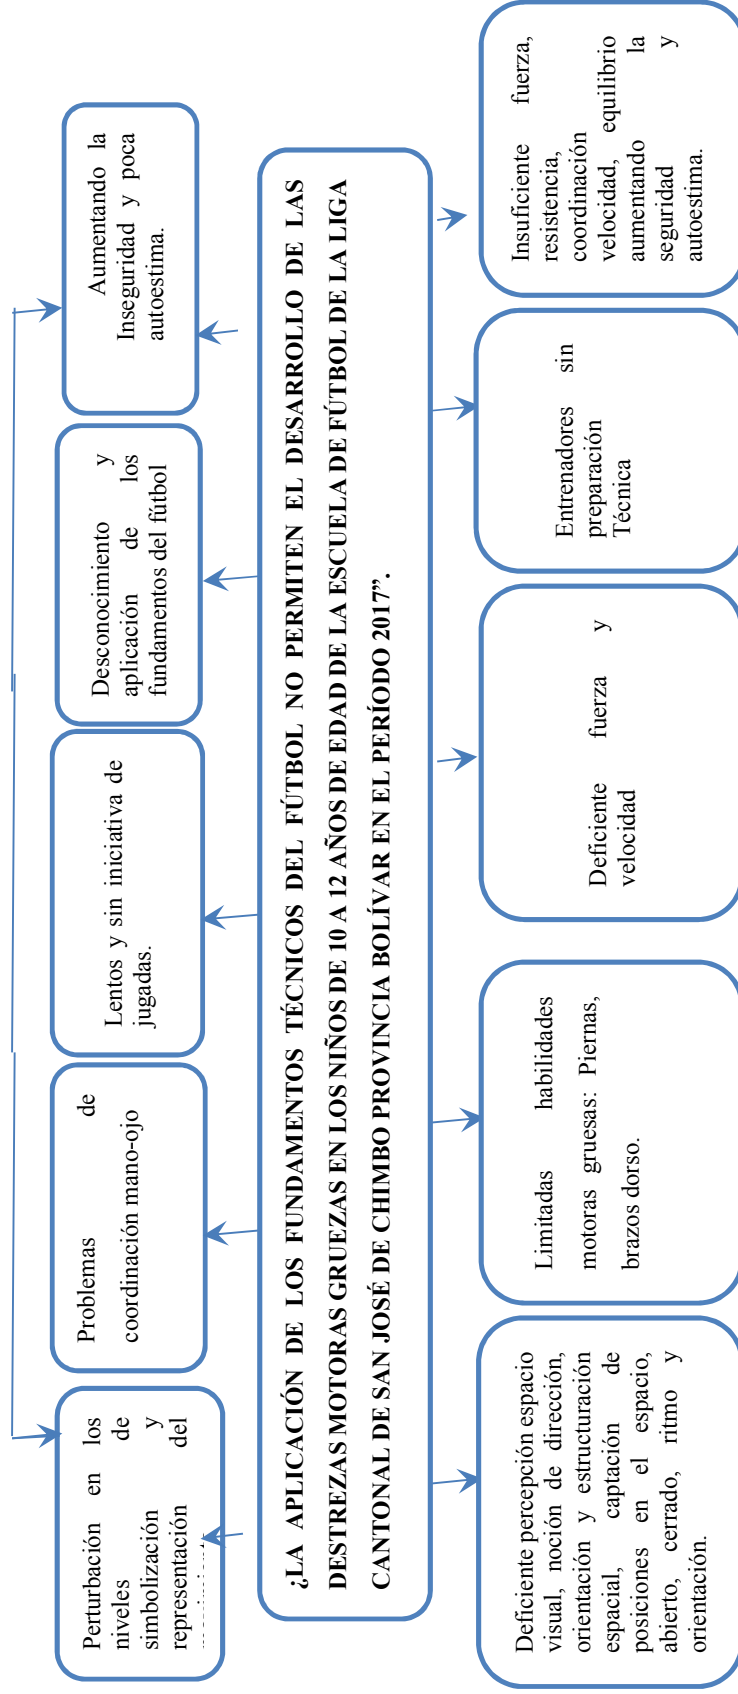 Perturbación en los
niveles de
simbolización y
representación del
Problemas de
coordinación mano-ojo
Lentos y sin iniciativa de
jugadas.
Desconocimiento y
aplicación de los
fundamentos del fútbol
Aumentando la
Inseguridad y poca
autoestima.
¿LA APLICACIÓN DE LOS FUNDAMENTOS TÉCNICOS DEL FÚTBOL NO PERMITEN EL DESARROLLO DE LAS
DESTREZAS MOTORAS GRUEZAS EN LOS NIÑOS DE 10 A 12 AÑOS DE EDAD DE LA ESCUELA DE FÚTBOL DE LA LIGA
CANTONAL DE SAN JOSÉ DE CHIMBO PROVINCIA BOLÍVAR EN EL PERÍODO 2017”.
Deficiente percepción espacio
visual, noción de dirección,
orientación y estructuración
espacial, captación de
posiciones en el espacio,
abierto, cerrado, ritmo y
orientación.
Limitadas habilidades
motoras gruesas: Piernas,
brazos dorso.
Deficiente fuerza y
velocidad
Entrenadores sin
preparación
Técnica
Insuficiente fuerza,
resistencia,
coordinación
velocidad, equilibrio
aumentando la
seguridad y
autoestima.